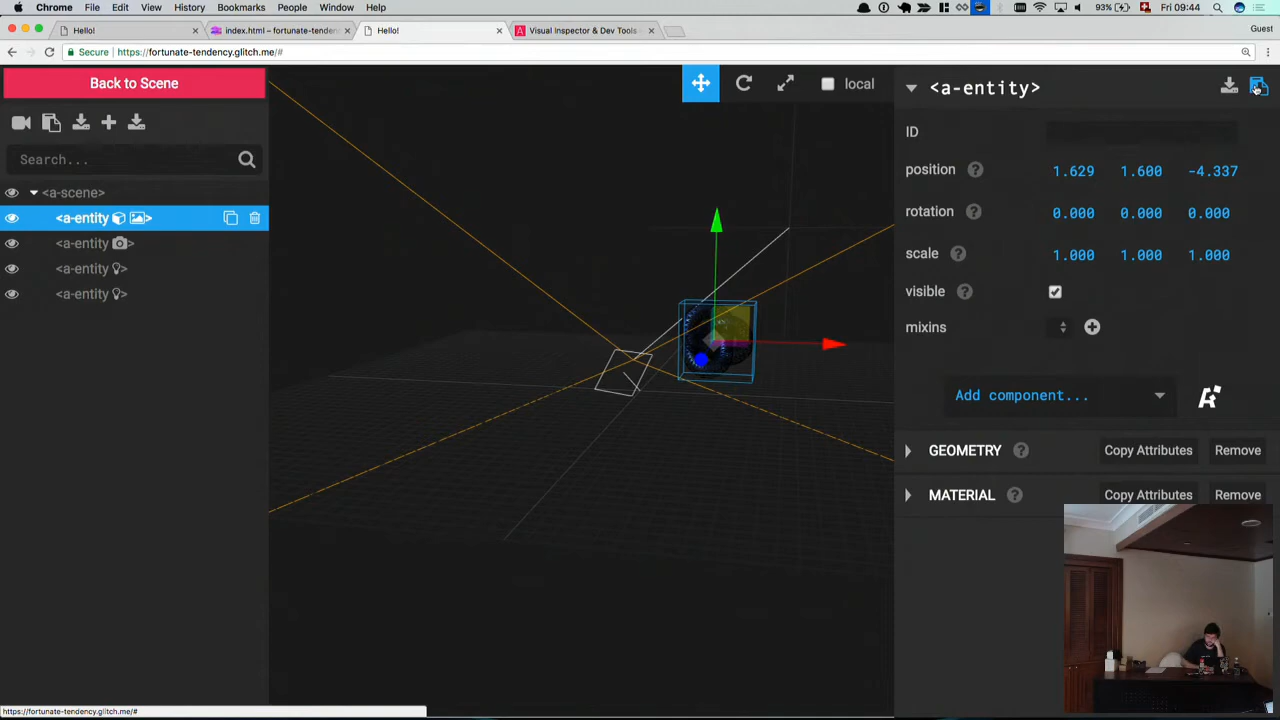 Chrome File Edit View History Bookmarks People Window Help 93% Fri 09:44
Hello! index.html – fortunate-tenden Hello! Visual Inspector & Dev Tools Guest
Secure https://fortunate-tendency.glitch.me/#
Back to Scene local <a-entity>
ID
Search... position ? 1.629 1.600 -4.337
<a-scene>
<a-entity > rotation ? 0.000 0.000 0.000
<a-entity > scale ? 1.000 1.000 1.000
<a-entity > visible ?
<a-entity > mixins
Add component...
GEOMETRY ? Copy Attributes Remove
MATERIAL ? Copy Attributes Remove
https://fortunate-tendency.glitch.me/#